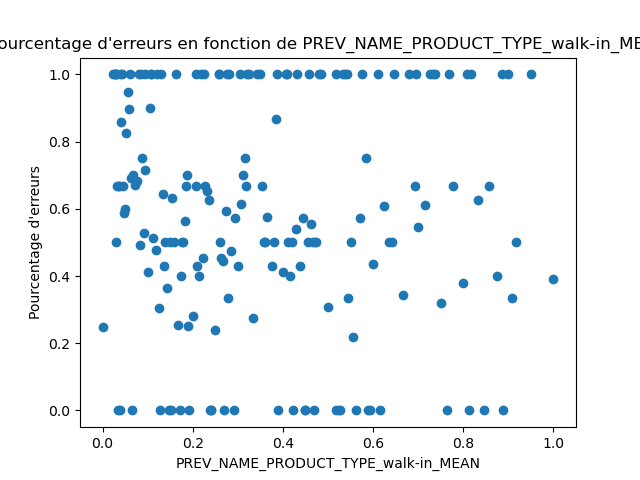 ourcentage d'erreurs en fonction de PREV_NAME_PRODUCT_TYPE_walk-in_MEA
Pourcentage d'erreurs
1.0
0.8
0.6
0.4
0.2
0.0
0.0 0.2 0.4 0.6 0.8 1.0
PREV_NAME_PRODUCT_TYPE_walk-in_MEAN